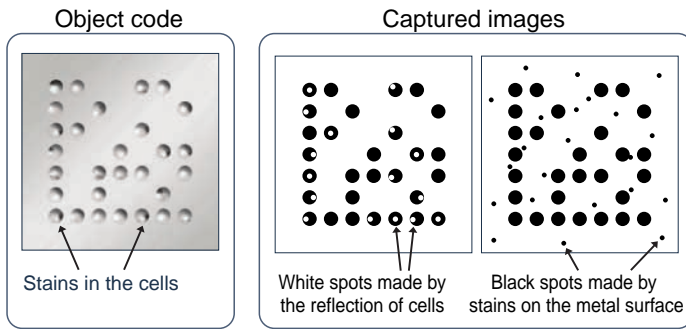 Object code
Captured images
Stains in the cells
White spots made by
the reflection of cells
Black spots made by
stains on the metal surface